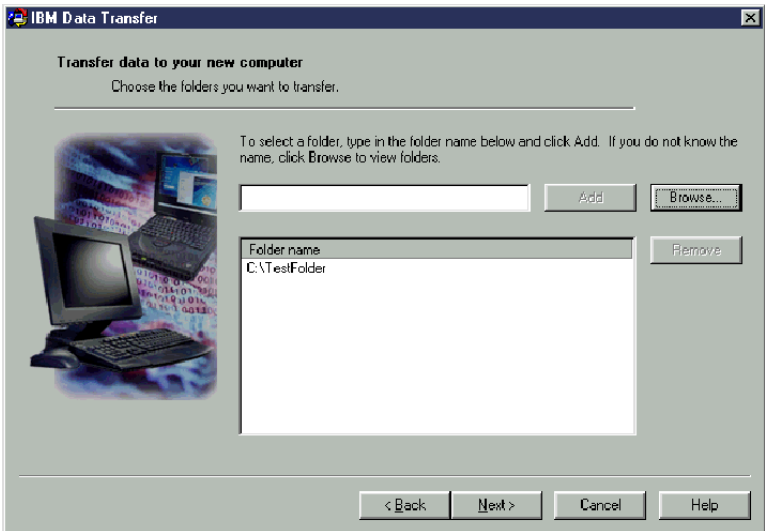 IBM Data Transfer
Transfer data to your new computer
Choose the folders you want to transfer.
To select a folder, type in the folder name below and click Add. If you do not know the
name, click Browse to view folders.
Add
Browse...
Folder name
Remove
C:\TestFolder
< Back
Next >
Cancel
Help